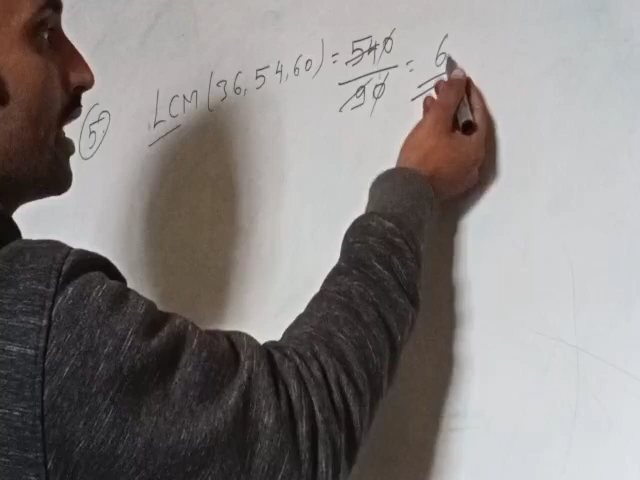 (5) LCM (36, 54, 60) = 540/90 = 6